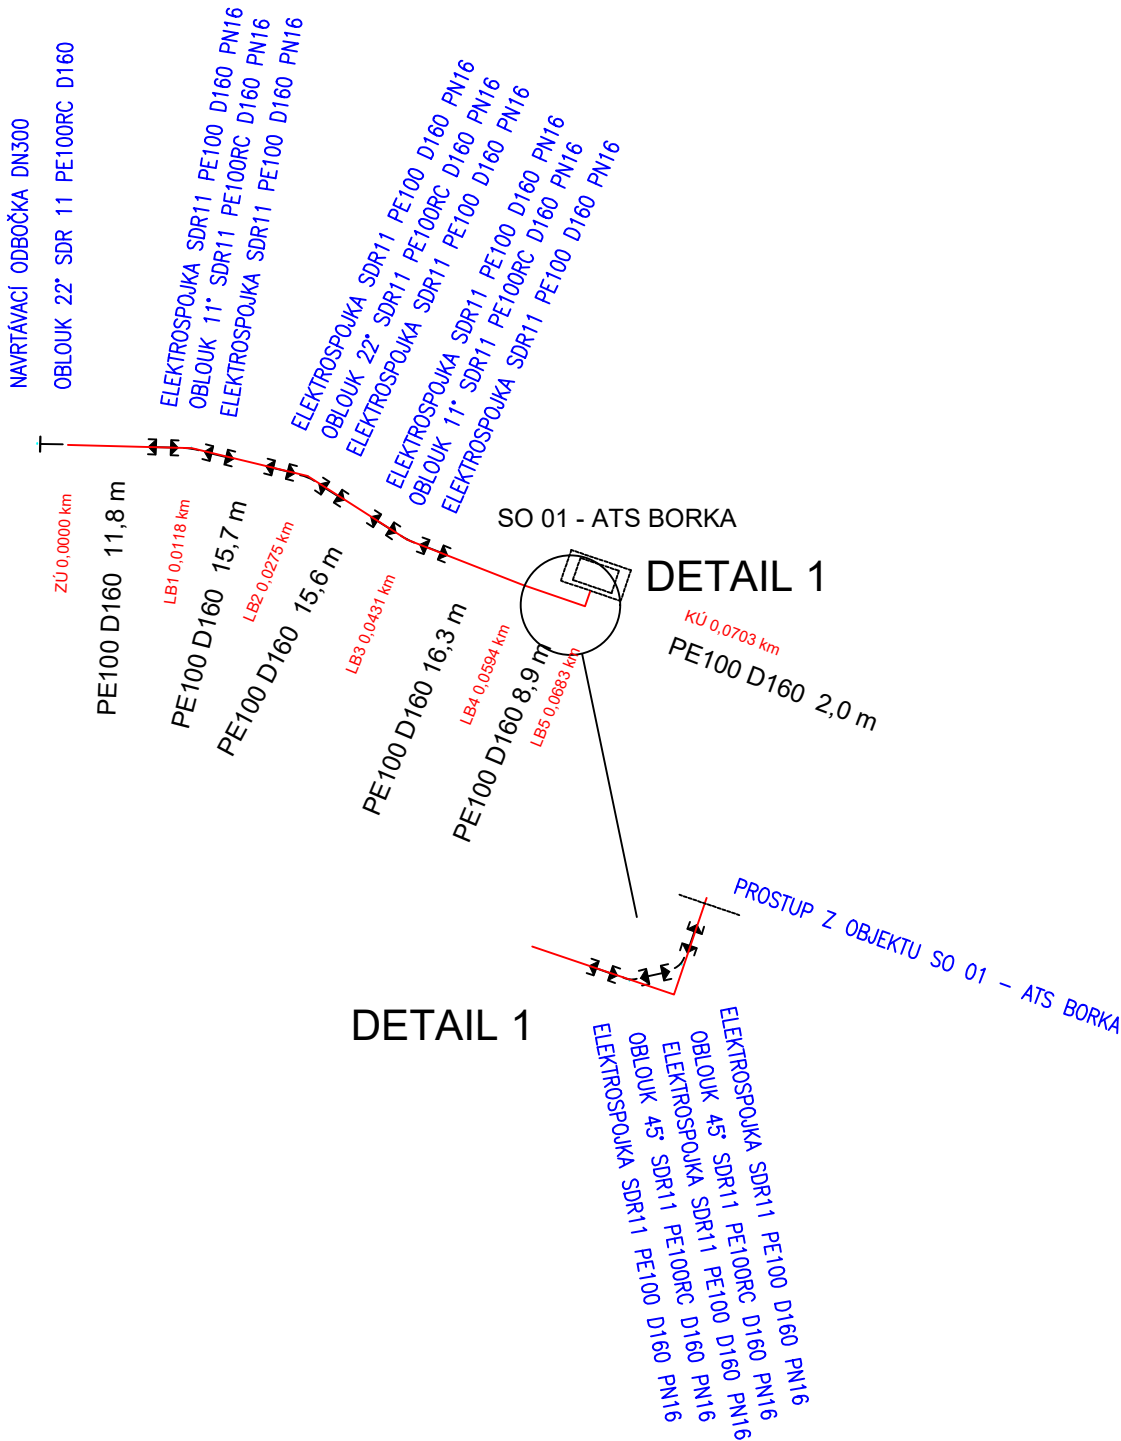 NAVRTÁVACÍ ODBOČKA DN300
OBLOUK 22° SDR 11 PE100RC D160
ELEKTROSPOJKA SDR11 PE100 D160 PN16
OBLOUK 11° SDR11 PE100RC D160 PN16
ELEKTROSPOJKA SDR11 PE100 D160 PN16
ELEKTROSPOJKA SDR11 PE100 D160 PN16
OBLOUK 22° SDR11 PE100RC D160 PN16
ELEKTROSPOJKA SDR11 PE100 D160 PN16
ELEKTROSPOJKA SDR11 PE100 D160 PN16
OBLOUK 11° SDR11 PE100RC D160 PN16
ELEKTROSPOJKA SDR11 PE100 D160 PN16
SO 01 - ATS BORKA
DETAIL 1
ZÚ 0,0000 km
PE100 D160 11,8 m
LB1 0,0118 km
PE100 D160 15,7 m
LB2 0,0275 km
PE100 D160 15,6 m
LB3 0,0431 km
PE100 D160 16,3 m
LB4 0,0594 km
PE100 D160 8,9 m
LB5 0,0683 km
KÚ 0,0703 km
PE100 D160 2,0 m
PROSTUP Z OBJEKTU SO 01 - ATS BORKA
DETAIL 1
ELEKTROSPOJKA SDR11 PE100 D160 PN16
OBLOUK 45° SDR11 PE100RC D160 PN16
ELEKTROSPOJKA SDR11 PE100 D160 PN16
OBLOUK 45° SDR11 PE100RC D160 PN16
ELEKTROSPOJKA SDR11 PE100 D160 PN16